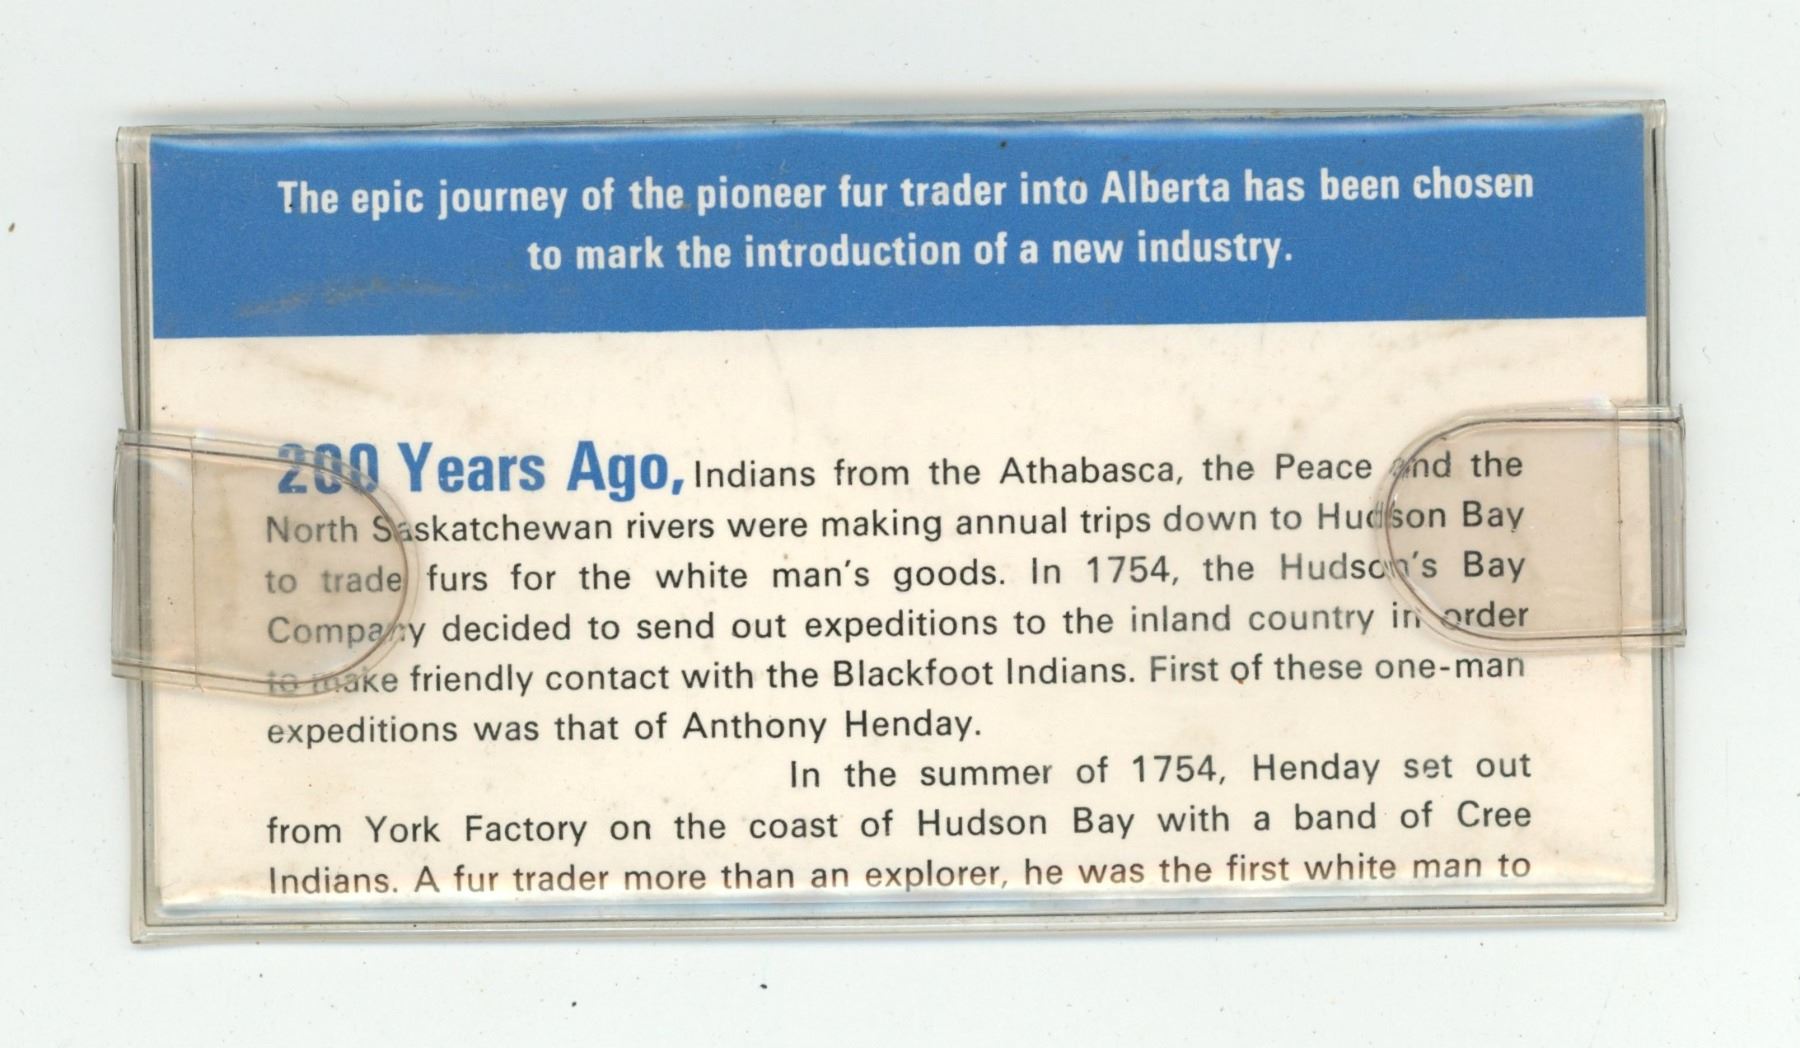 The epic journey of the pioneer fur trader into Alberta has been chosen
to mark the introduction of a new industry.
200 Years Ago, Indians from the Athabasca, the Peace and the
North Saskatchewan rivers were making annual trips down to Hudson Bay
to trade furs for the white man's goods. In 1754, the Hudson's Bay
Company decided to send out expeditions to the inland country in order
to make friendly contact with the Blackfoot Indians. First of these one-man
expeditions was that of Anthony Henday.
In the summer of 1754, Henday set out
from York Factory on the coast of Hudson Bay with a band of Cree
Indians. A fur trader more than an explorer, he was the first white man to